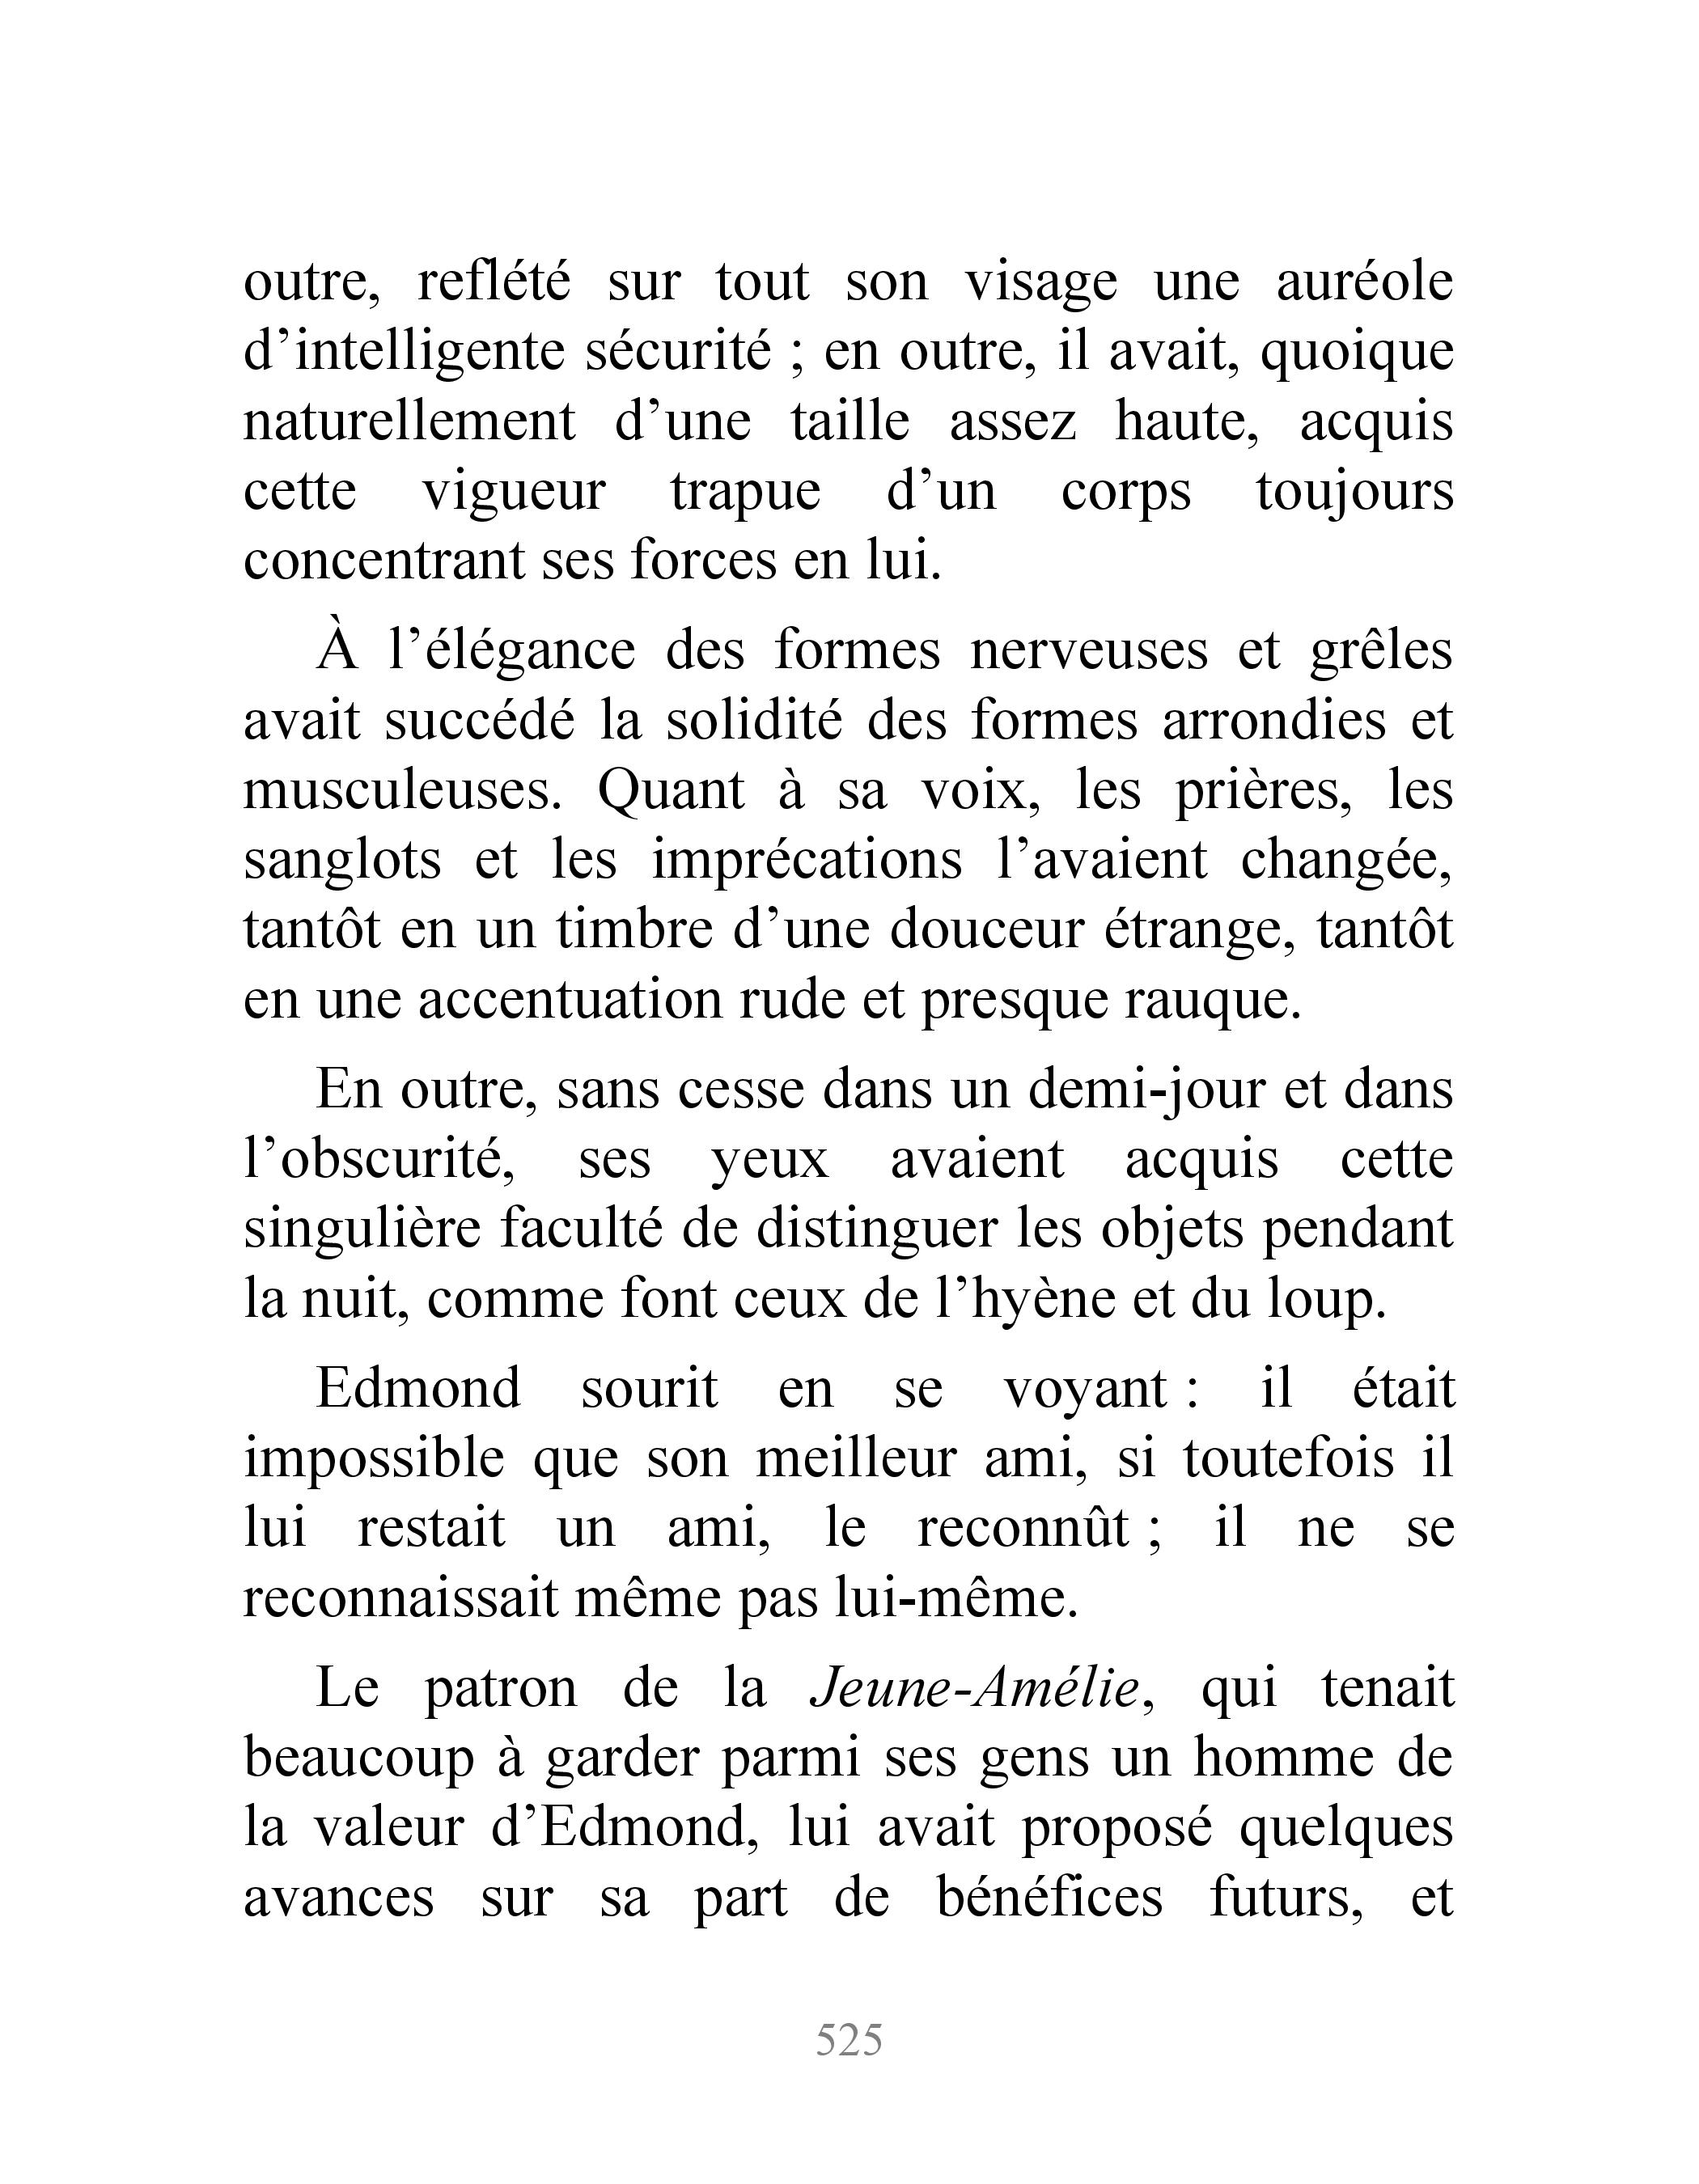 outre, reflété sur tout son visage une auréole
d’intelligente sécurité ; en outre, il avait, quoique
naturellement d’une taille assez haute, acquis
cette vigueur trapue d’un corps toujours
concentrant ses forces en lui.
À l’élégance des formes nerveuses et grêles
avait succédé la solidité des formes arrondies et
musculeuses. Quant à sa voix, les prières, les
sanglots et les imprécations l’avaient changée,
tantôt en un timbre d’une douceur étrange, tantôt
en une accentuation rude et presque rauque.
En outre, sans cesse dans un demi-jour et dans
l’obscurité, ses yeux avaient acquis cette
singulière faculté de distinguer les objets pendant
la nuit, comme font ceux de l’hyène et du loup.
Edmond sourit en se voyant : il était
impossible que son meilleur ami, si toutefois il
lui restait un ami, le reconnût ; il ne se
reconnaissait même pas lui-même.
Le patron de la Jeune-Amélie, qui tenait
beaucoup à garder parmi ses gens un homme de
la valeur d’Edmond, lui avait proposé quelques
avances sur sa part de bénéfices futurs, et
525